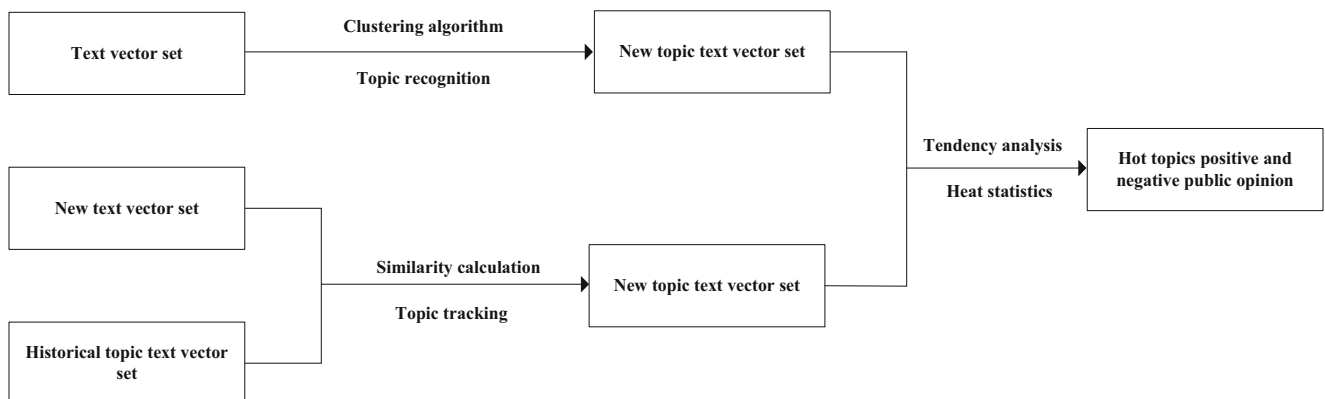 Text vector set
Clustering algorithm
Topic recognition
New topic text vector set
New text vector set
Historical topic text vector
set
Similarity calculation
Topic tracking
New topic text vector set
Tendency analysis
Heat statistics
Hot topics positive and
negative public opinion